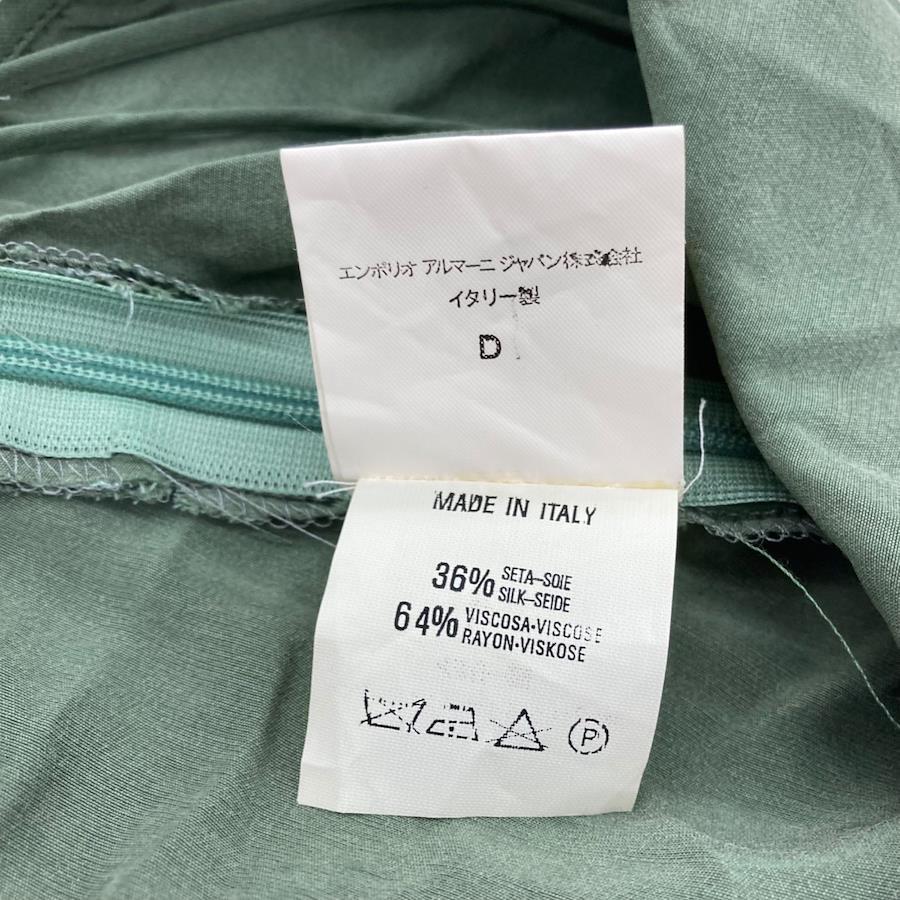 エンポリオ アルマーニ ジャパン株式会社
イタリー製
D
MADE IN ITALY
36% SETA–SOIE
SILK–SEIDE
64% VISCOSA·VISCOSE
RAYON·VISKOSE
P